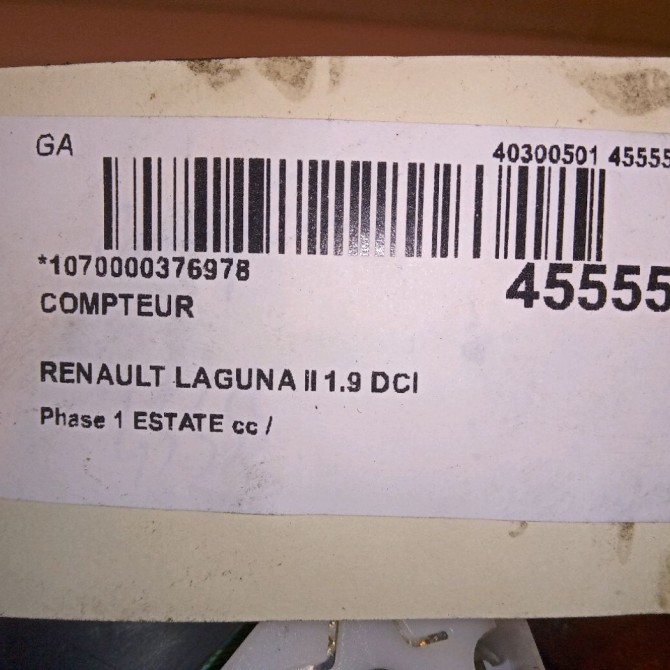 GA
40300501 45555
*1070000376978
45555
COMPTEUR
RENAULT LAGUNA II 1.9 DCI
Phase 1 ESTATE cc /